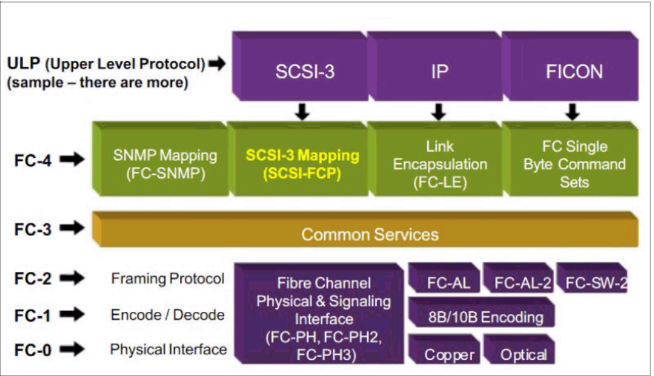 ULP (Upper Level Protocol)
(sample – there are more)
SCSI-3
IP
FICON
FC-4
SNMP Mapping
(FC-SNMP)
SCSI-3 Mapping
(SCSI-FCP)
Link
Encapsulation
(FC-LE)
FC Single
Byte Command
Sets
FC-3
Common Services
FC-2
Framing Protocol
Fibre Channel
Physical & Signaling
Interface
(FC-PH, FC-PH2,
FC-PH3)
FC-AL
FC-AL-2
FC-SW-2
FC-1
Encode / Decode
8B/10B Encoding
FC-0
Physical Interface
Copper
Optical